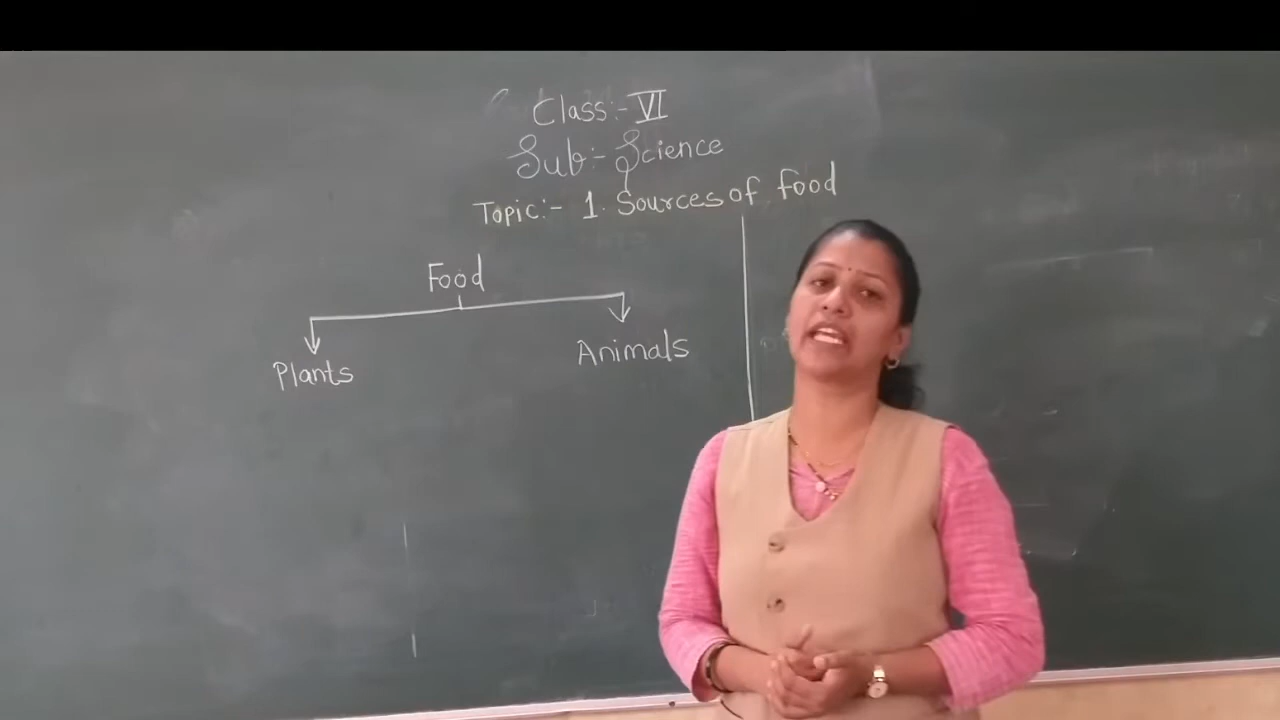 Class:- VI
Sub:- Science
Topic:- 1. Sources of food
Food
Plants
Animals